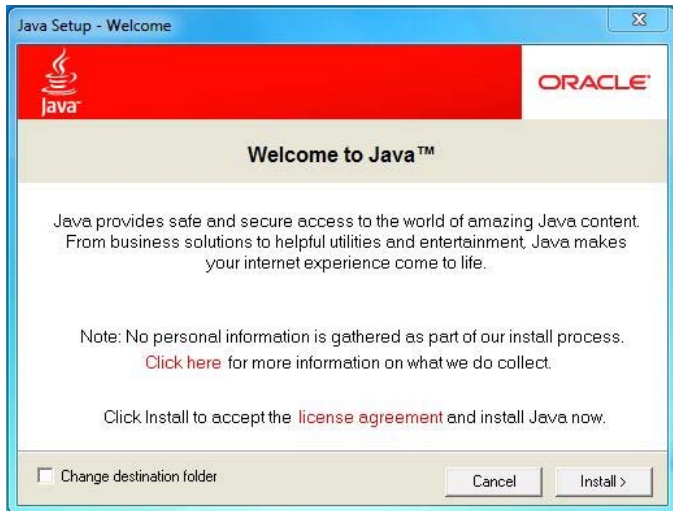 Java Setup - Welcome
Java™
ORACLE®
Welcome to Java™
Java provides safe and secure access to the world of amazing Java content.
From business solutions to helpful utilities and entertainment, Java makes
your internet experience come to life.
Note: No personal information is gathered as part of our install process.
Click here for more information on what we do collect.
Click Install to accept the license agreement and install Java now.
Change destination folder
Cancel
Install >